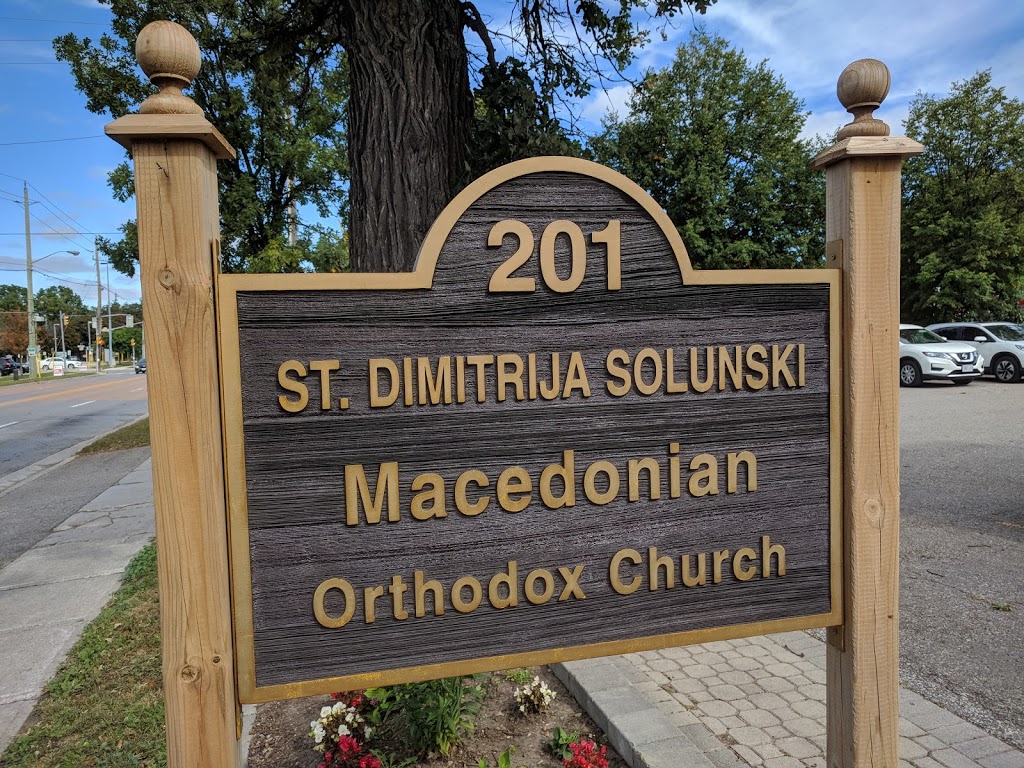 201
ST. DIMITRIJA SOLUNSKI
Macedonian
Orthodox Church